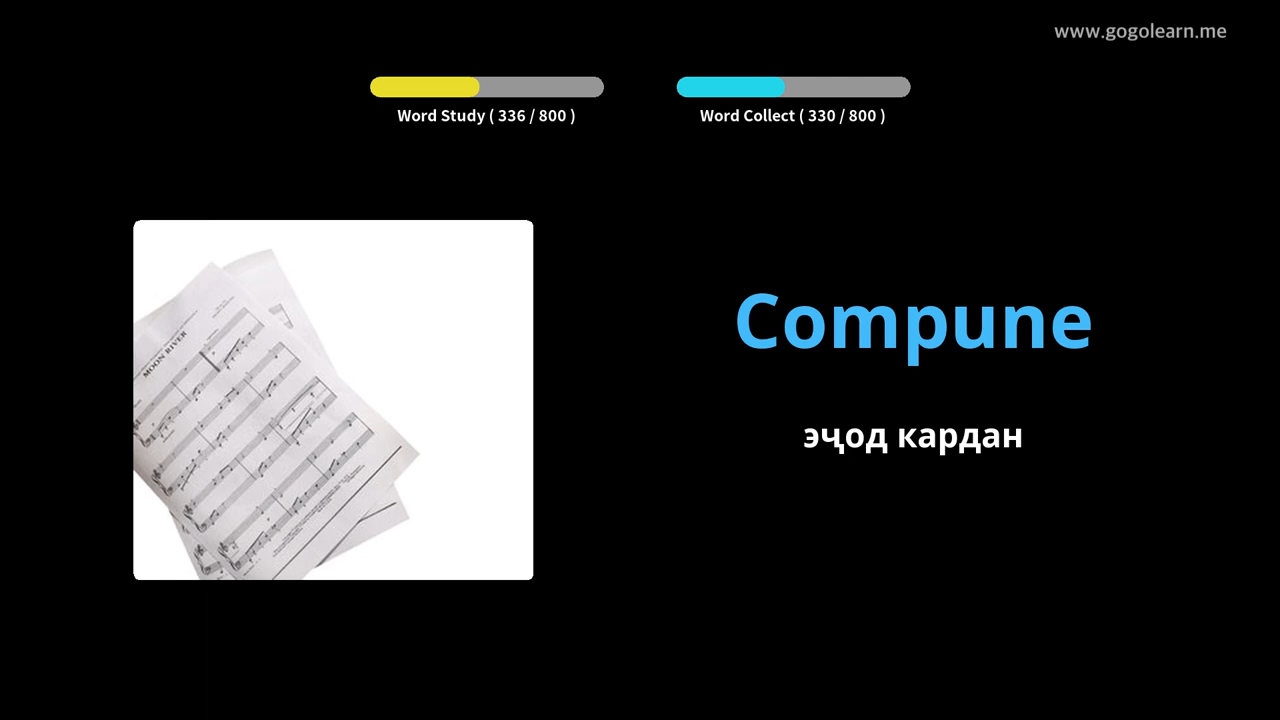 www.gogolearn.me
Word Study ( 336 / 800 )
Word Collect ( 330 / 800 )
MOON RIVER
Compune
эҷод кардан